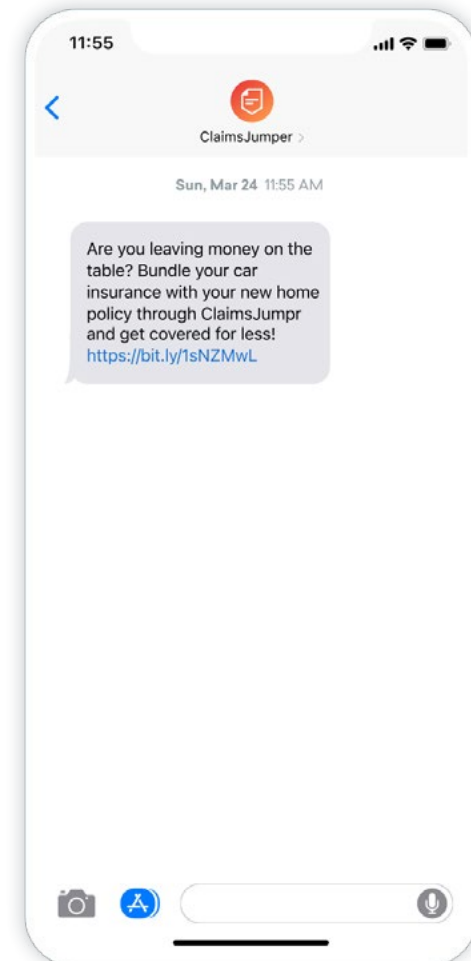 11:55
ClaimsJumper >
Sun, Mar 24 11:55 AM
Are you leaving money on the
table? Bundle your car
insurance with your new home
policy through ClaimsJumpr
and get covered for less!
https://bit.ly/1sNZMwL